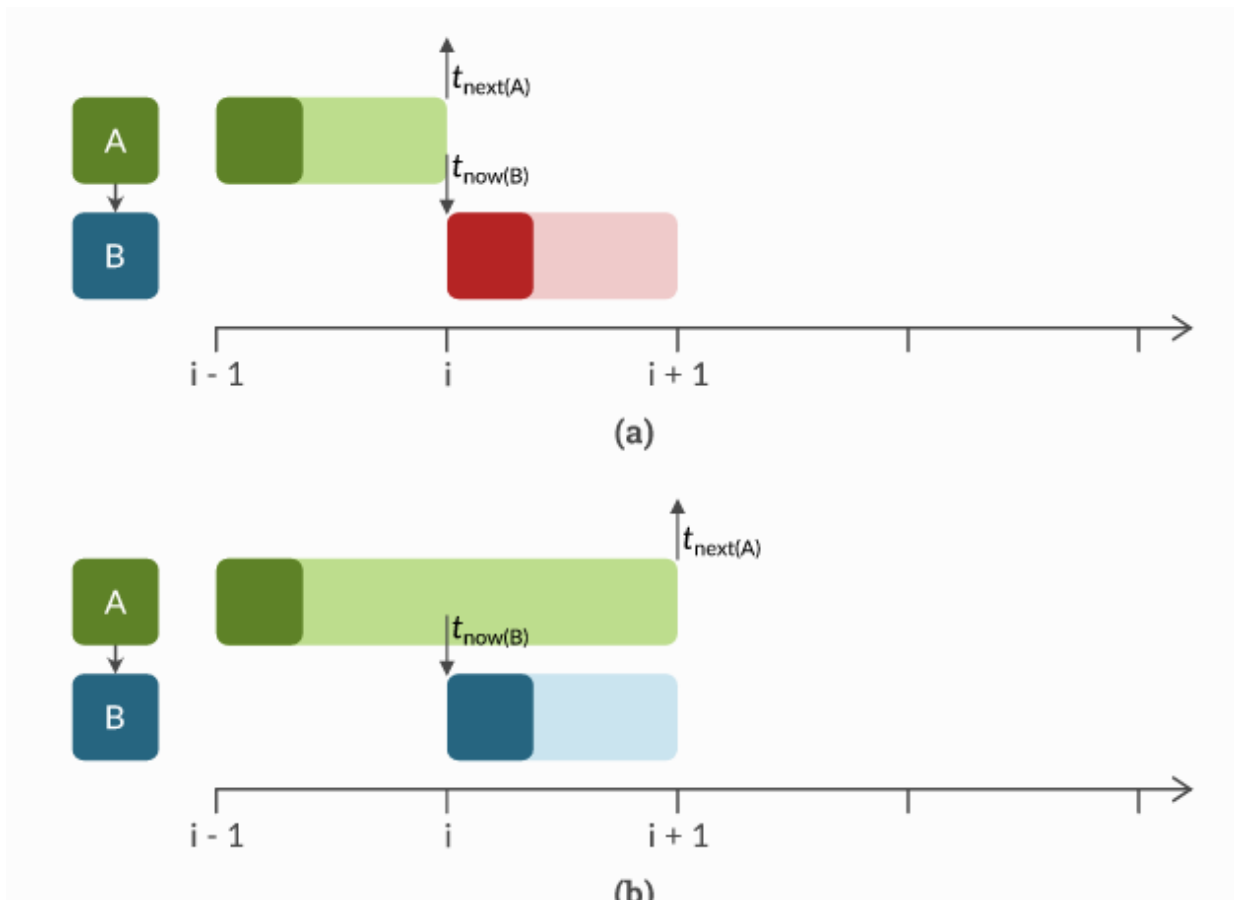 t_next(A)
A
t_now(B)
B
i - 1 i i + 1
(a)
t_next(A)
A
t_now(B)
B
i - 1 i i + 1
(b)